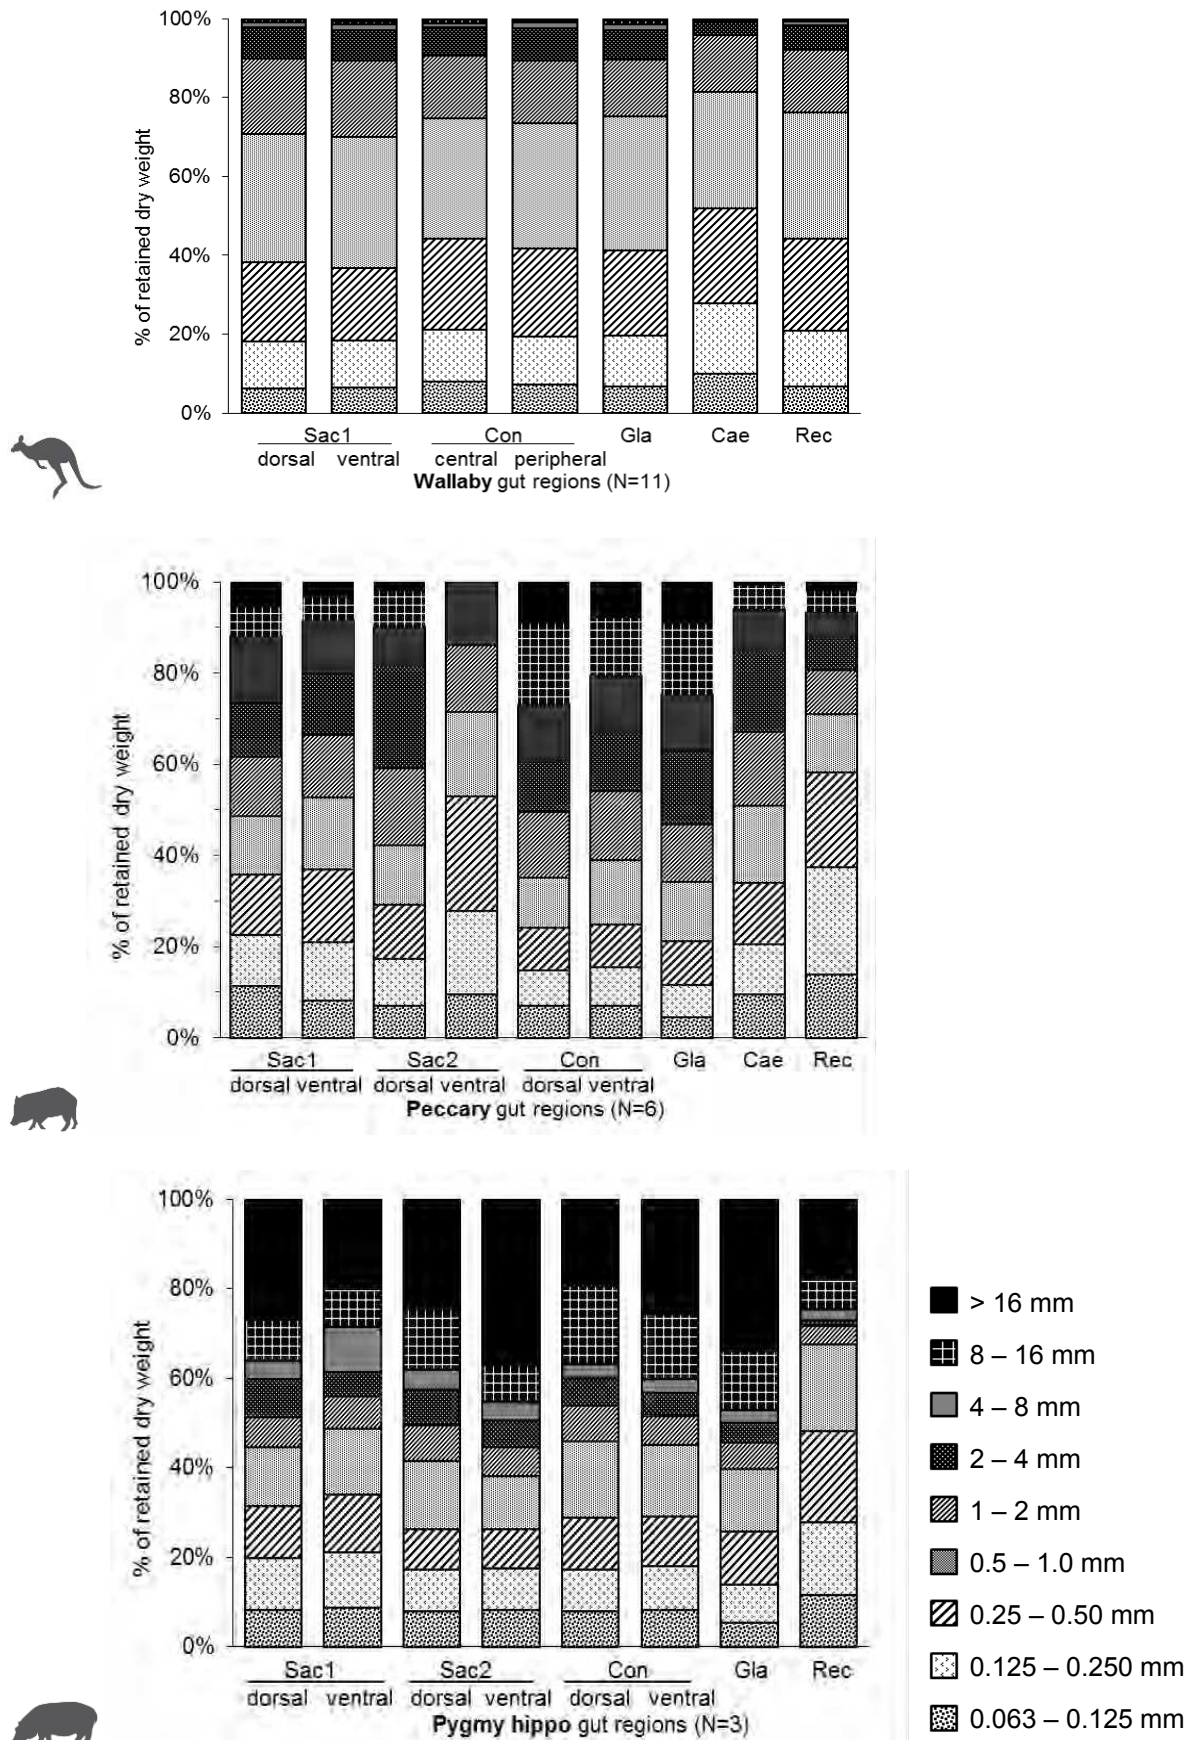 100%
80%
60%
40%
20%
0%
% of retained dry weight
Sac1 Con Gla Cae Rec
dorsal ventral central peripheral
Wallaby gut regions (N=11)
100%
80%
60%
40%
20%
0%
% of retained dry weight
Sac1 Sac2 Con Gla Cae Rec
dorsal ventral dorsal ventral dorsal ventral
Peccary gut regions (N=6)
100%
80%
60%
40%
20%
0%
% of retained dry weight
Sac1 Sac2 Con Gla Rec
dorsal ventral dorsal ventral dorsal ventral
Pygmy hippo gut regions (N=3)
> 16 mm
8 – 16 mm
4 – 8 mm
2 – 4 mm
1 – 2 mm
0.5 – 1.0 mm
0.25 – 0.50 mm
0.125 – 0.250 mm
0.063 – 0.125 mm